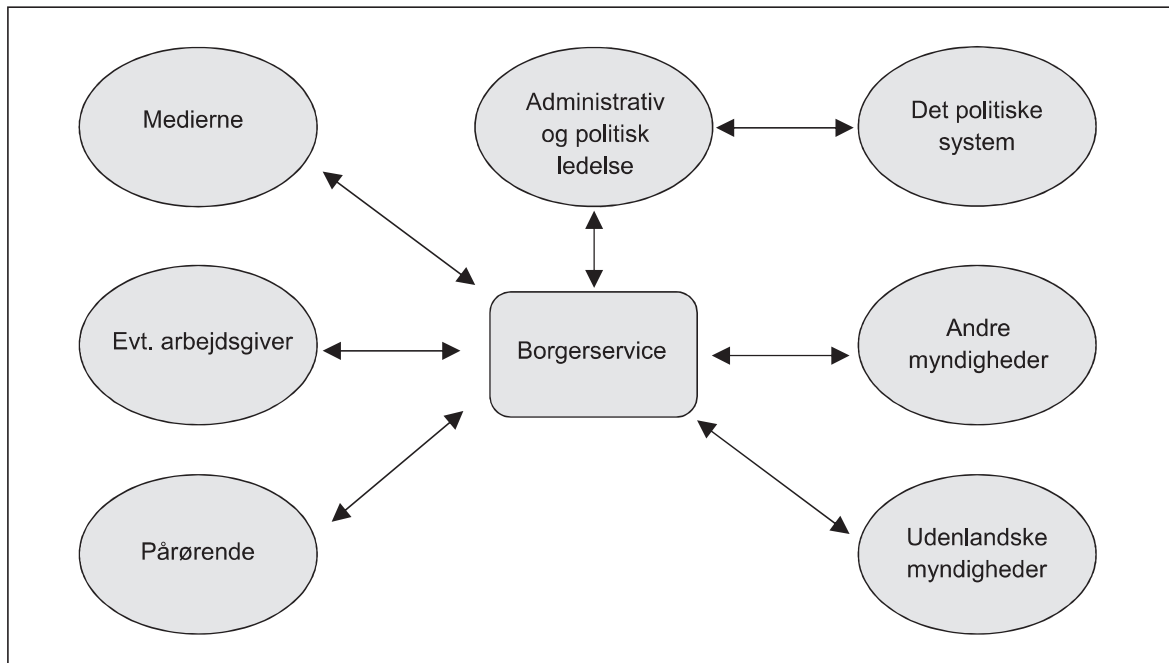 Medierne
Administrativ
og politisk
ledelse
Det politiske
system
Evt. arbejdsgiver
Borgerservice
Andre
myndigheder
Pårørende
Udenlandske
myndigheder